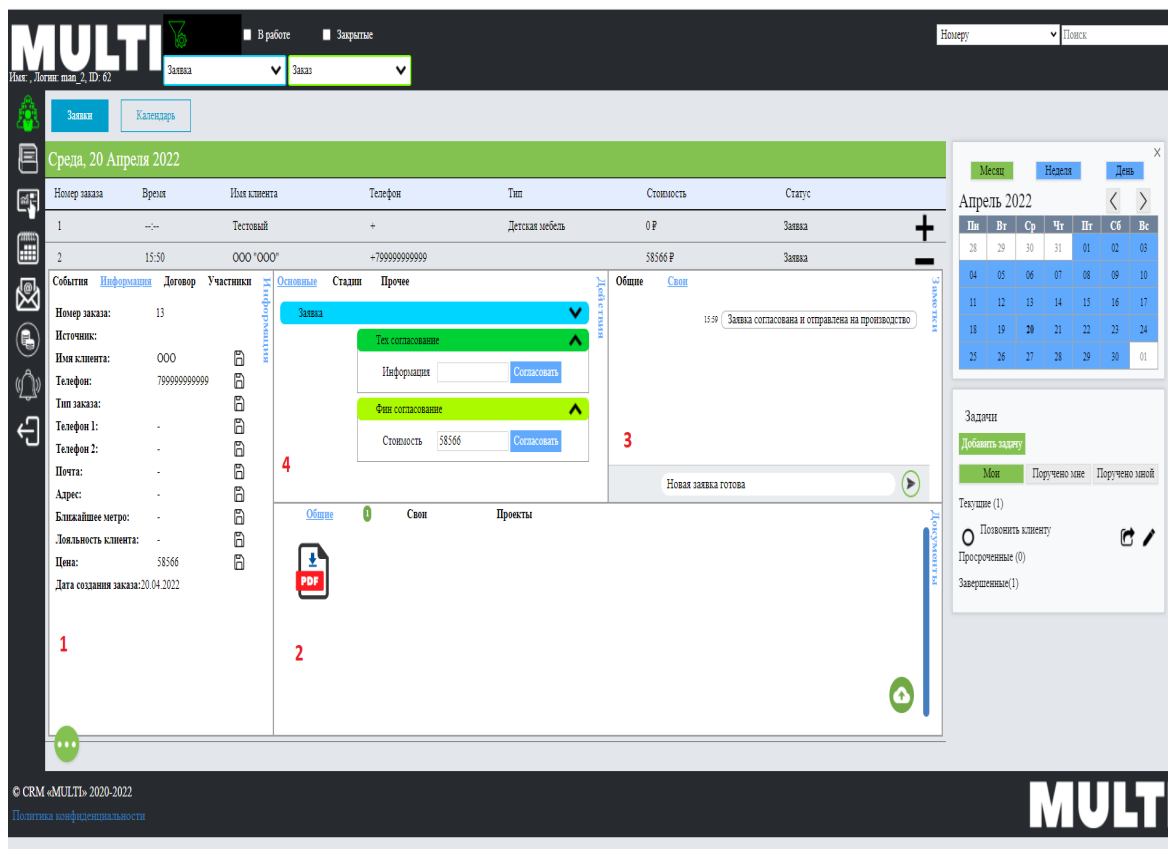 MULTI
В работе
Закрытые
Номеру
Поиск
Имя: , Логин: man_2, ID: 62
Заявка
Заказ
Заявки
Календарь
Среда, 20 Апреля 2022
Номер заказа Время Имя клиента Телефон Тип Стоимость Статус
1 --:-- Тестовый + Детская мебель 0 ₽ Заявка
2 15:50 ООО "ООО" +79999999999 58566 ₽ Заявка
События Информация Договор Участники
Информация
Номер заказа: 13
Источник:
Имя клиента: ООО
Телефон: 799999999999
Тип заказа:
Телефон 1: -
Телефон 2: -
Почта: -
Адрес: -
Ближайшее метро: -
Лояльность клиента: -
Цена: 58566
Дата создания заказа:20.04.2022
1
Основные Стадии Прочее
Действия
Заявка
Тех согласование
Информация Согласовать
Фин согласование
Стоимость 58566 Согласовать
4
Общие Свои
Заметки
15:59 Заявка согласована и отправлена на производство
3
Новая заявка готова
Общие 1 Свои Проекты
Документы
PDF
2
X
Месяц Неделя День
Апрель 2022
Пн Вт Ср Чт Пт Сб Вс
28 29 30 31 01 02 03
04 05 06 07 08 09 10
11 12 13 14 15 16 17
18 19 20 21 22 23 24
25 26 27 28 29 30 01
Задачи
Добавить задачу
Мои Поручено мне Поручено мной
Текущие (1)
Позвонить клиенту
Просроченные (0)
Завершенные(1)
© CRM «MULTI» 2020-2022
Политика конфиденциальности
MULT